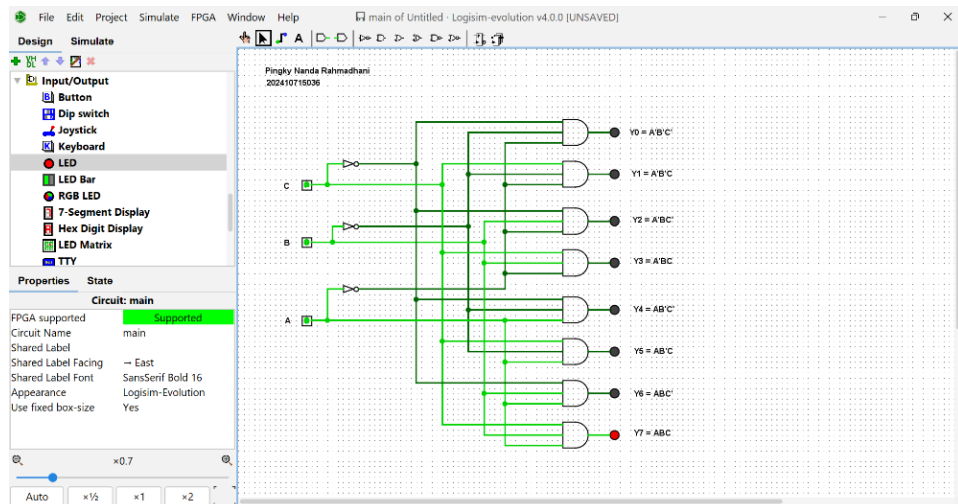 File Edit Project Simulate FPGA Window Help
main of Untitled · Logisim-evolution v4.0.0 [UNSAVED]
Design Simulate
Input/Output
Button
Dip switch
Joystick
Keyboard
LED
LED Bar
RGB LED
7-Segment Display
Hex Digit Display
LED Matrix
TTY
Properties State
Circuit: main
FPGA supported Supported
Circuit Name main
Shared Label
Shared Label Facing → East
Shared Label Font SansSerif Bold 16
Appearance Logisim-Evolution
Use fixed box-size Yes
×0.7
Auto ×½ ×1 ×2
Pingky Nanda Rahmadhani
202410715036
C
B
A
Y0 = A'B'C'
Y1 = A'B'C
Y2 = A'BC'
Y3 = A'BC
Y4 = AB'C'
Y5 = AB'C
Y6 = ABC'
Y7 = ABC